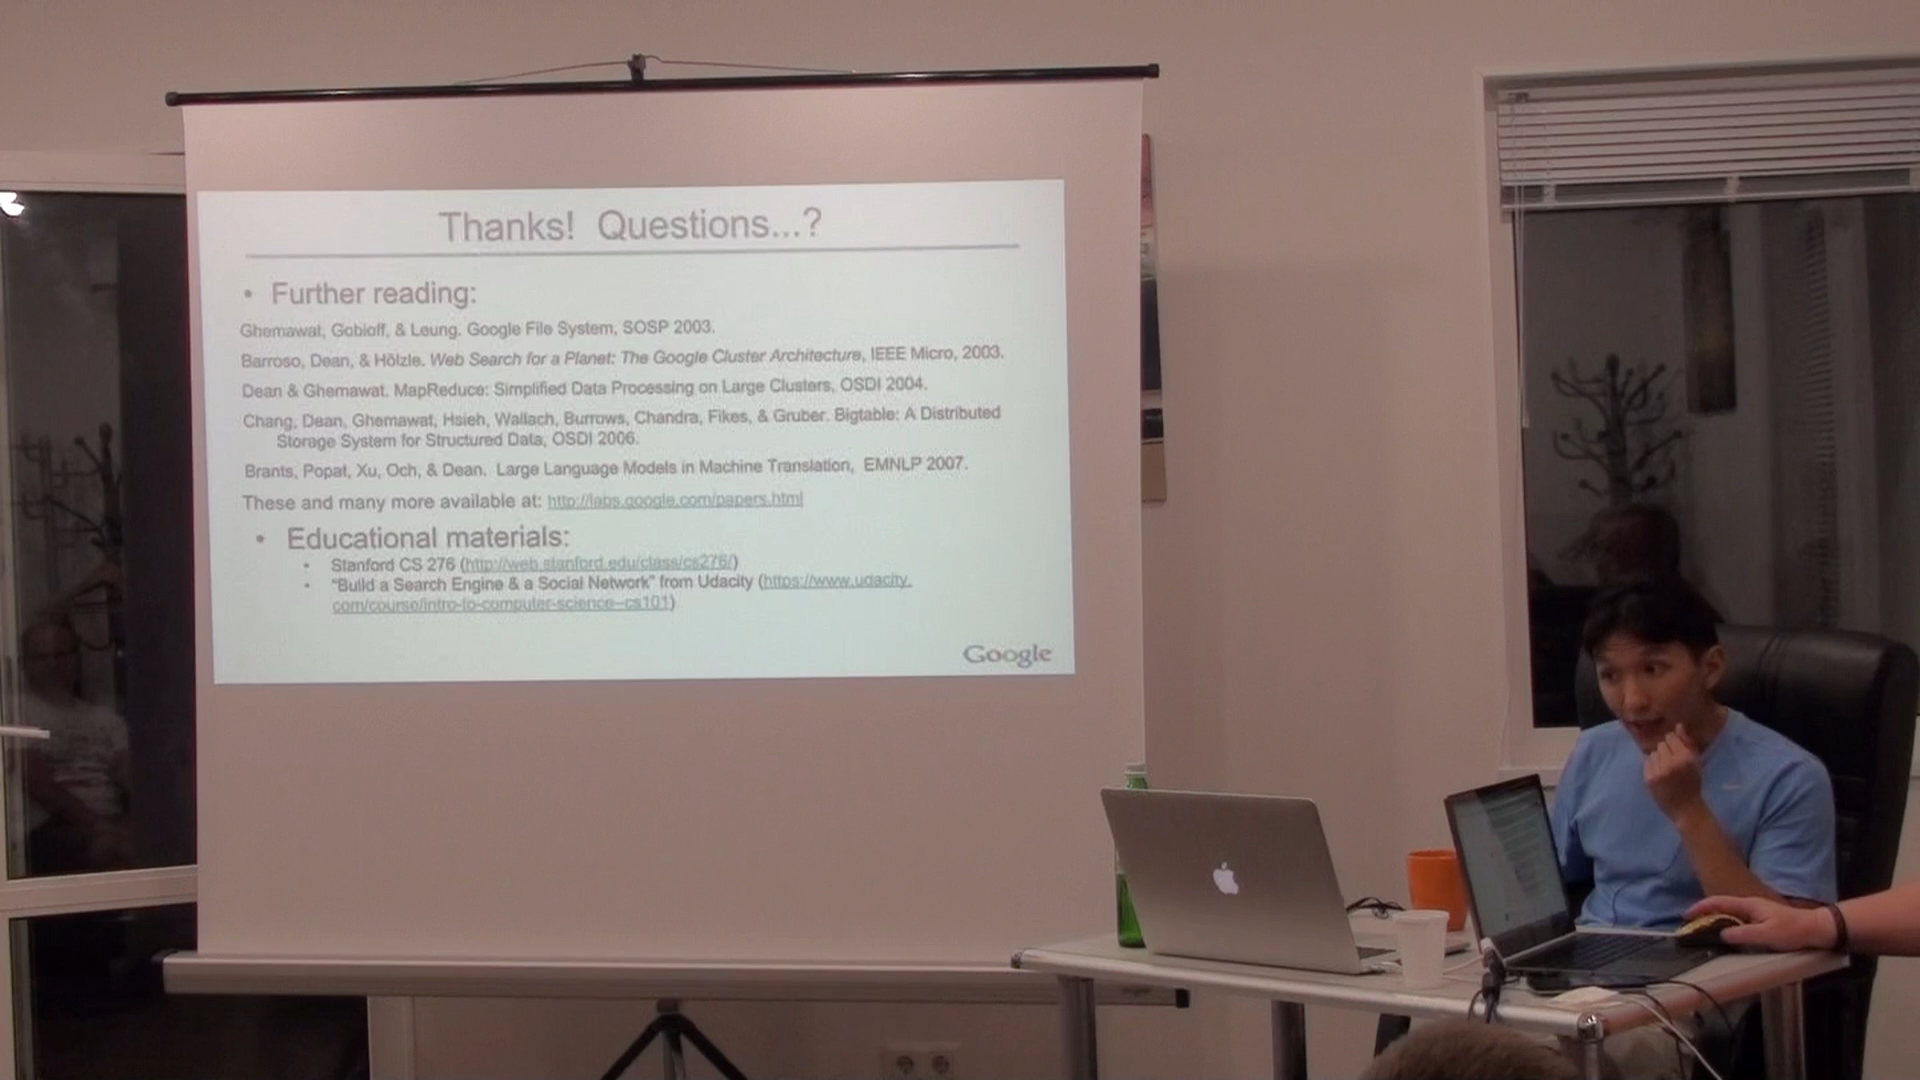 Thanks! Questions...?
• Further reading:
Ghemawat, Gobioff, & Leung. Google File System, SOSP 2003.
Barroso, Dean, & Hölzle. Web Search for a Planet: The Google Cluster Architecture, IEEE Micro, 2003.
Dean & Ghemawat. MapReduce: Simplified Data Processing on Large Clusters, OSDI 2004.
Chang, Dean, Ghemawat, Hsieh, Wallach, Burrows, Chandra, Fikes, & Gruber. Bigtable: A Distributed
Storage System for Structured Data, OSDI 2006.
Brants, Popat, Xu, Och, & Dean. Large Language Models in Machine Translation, EMNLP 2007.
These and many more available at: http://labs.google.com/papers.html
• Educational materials:
• Stanford CS 276 (http://web.stanford.edu/class/cs276/)
• "Build a Search Engine & a Social Network" from Udacity (https://www.udacity.
com/course/intro-to-computer-science--cs101)
Google